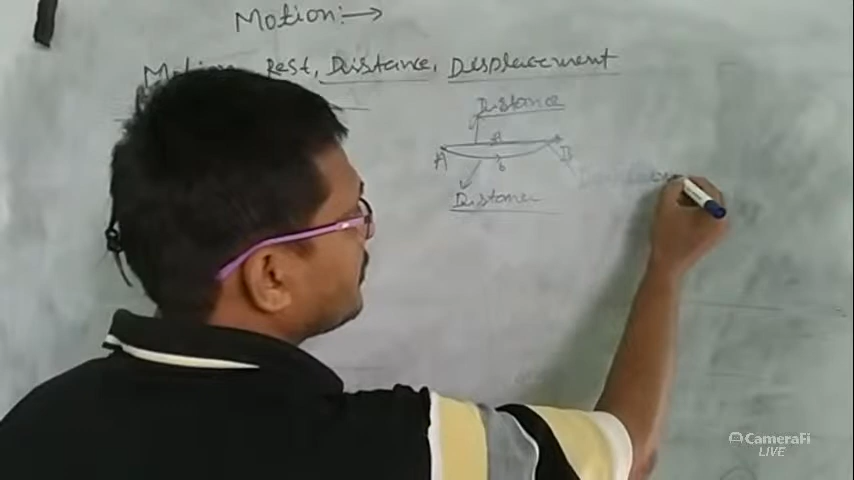 Motion:→
Motion, Rest, Distance, Displacement
Distance
A
A B
b
Distance
CameraFi
LIVE